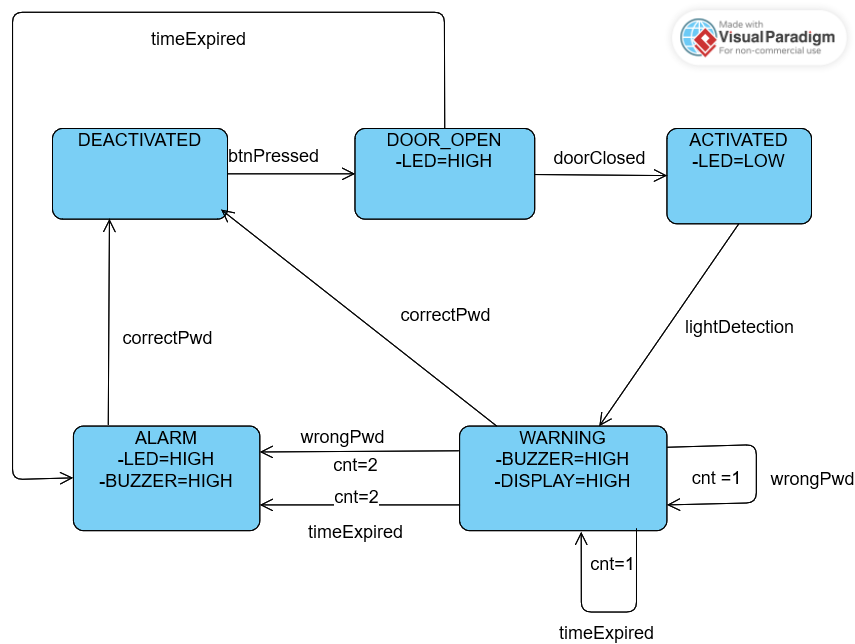 Made with
VisualParadigm
For non-commercial use
timeExpired
DEACTIVATED
btnPressed
DOOR_OPEN
-LED=HIGH
doorClosed
ACTIVATED
-LED=LOW
correctPwd
correctPwd
lightDetection
ALARM
-LED=HIGH
-BUZZER=HIGH
wrongPwd
cnt=2
cnt=2
timeExpired
WARNING
-BUZZER=HIGH
-DISPLAY=HIGH
cnt =1
wrongPwd
cnt=1
timeExpired